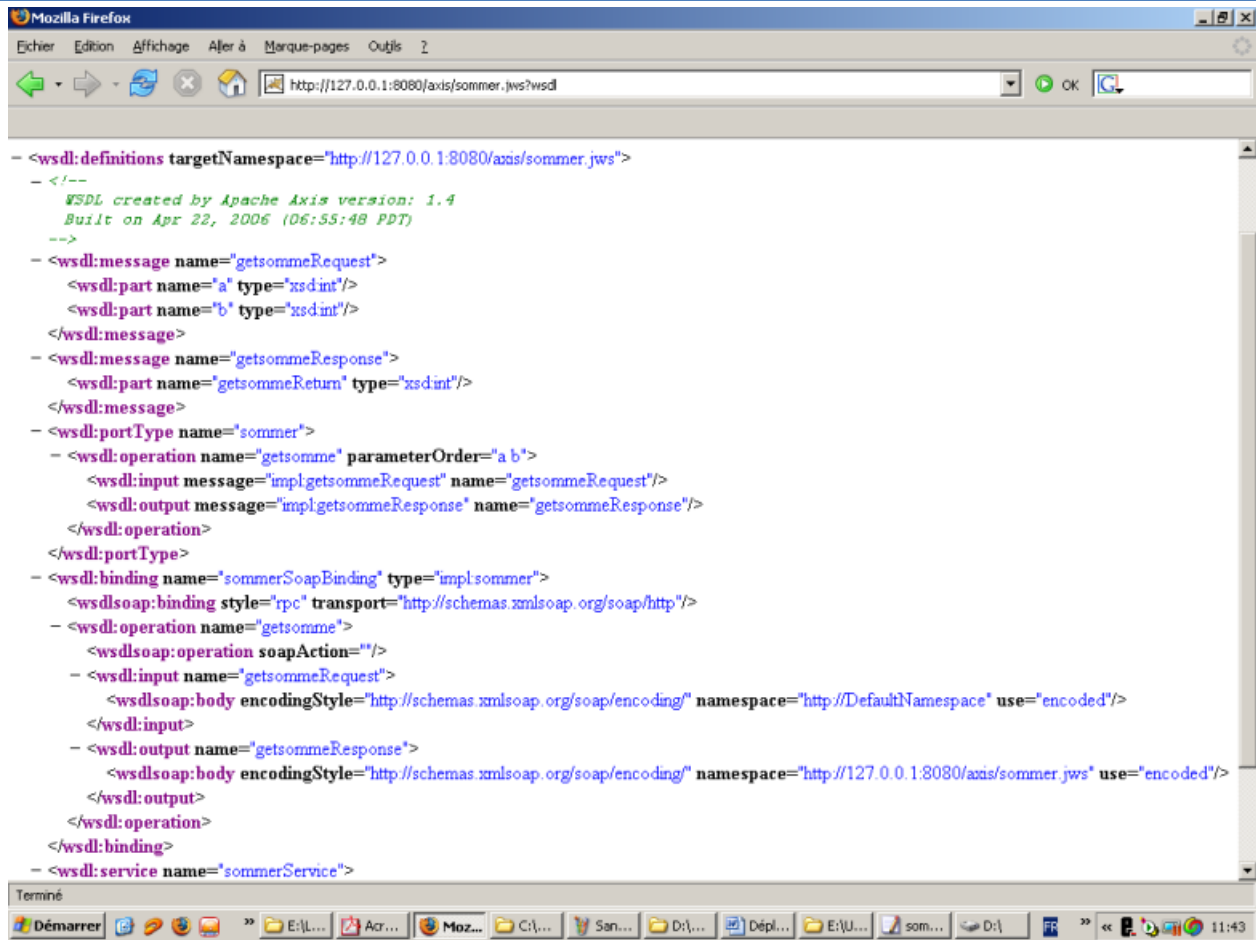 Mozilla Firefox
Fichier Edition Affichage Aller à Marque-pages Outils ?
http://127.0.0.1:8080/axis/sommer.jws?wsdl OK G
– <wsdl:definitions targetNamespace="http://127.0.0.1:8080/axis/sommer.jws">
– <!--
WSDL created by Apache Axis version: 1.4
Built on Apr 22, 2006 (06:55:48 PDT)
-->
– <wsdl:message name="getsommeRequest">
<wsdl:part name="a" type="xsd:int"/>
<wsdl:part name="b" type="xsd:int"/>
</wsdl:message>
– <wsdl:message name="getsommeResponse">
<wsdl:part name="getsommeReturn" type="xsd:int"/>
</wsdl:message>
– <wsdl:portType name="sommer">
– <wsdl:operation name="getsomme" parameterOrder="a b">
<wsdl:input message="impl:getsommeRequest" name="getsommeRequest"/>
<wsdl:output message="impl:getsommeResponse" name="getsommeResponse"/>
</wsdl:operation>
</wsdl:portType>
– <wsdl:binding name="sommerSoapBinding" type="impl:sommer">
<wsdlsoap:binding style="rpc" transport="http://schemas.xmlsoap.org/soap/http"/>
– <wsdl:operation name="getsomme">
<wsdlsoap:operation soapAction=""/>
– <wsdl:input name="getsommeRequest">
<wsdlsoap:body encodingStyle="http://schemas.xmlsoap.org/soap/encoding/" namespace="http://DefaultNamespace" use="encoded"/>
</wsdl:input>
– <wsdl:output name="getsommeResponse">
<wsdlsoap:body encodingStyle="http://schemas.xmlsoap.org/soap/encoding/" namespace="http://127.0.0.1:8080/axis/sommer.jws" use="encoded"/>
</wsdl:output>
</wsdl:operation>
</wsdl:binding>
– <wsdl:service name="sommerService">
Terminé
Démarrer » E:\L... Acr... Moz... C:\... San... D:\... Dépl... E:\U... som... D:\ FR » « 11:43